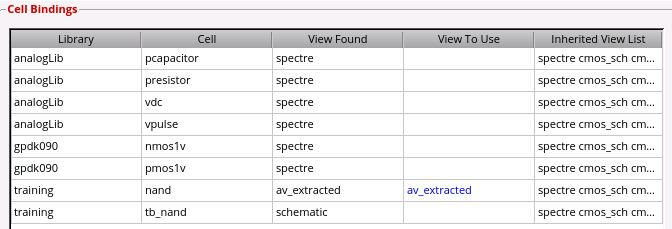 Cell Bindings
Library Cell View Found View To Use Inherited View List
analogLib pcapacitor spectre spectre cmos_sch cm...
analogLib presistor spectre spectre cmos_sch cm...
analogLib vdc spectre spectre cmos_sch cm...
analogLib vpulse spectre spectre cmos_sch cm...
gpdk090 nmos1v spectre spectre cmos_sch cm...
gpdk090 pmos1v spectre spectre cmos_sch cm...
training nand av_extracted av_extracted spectre cmos_sch cm...
training tb_nand schematic spectre cmos_sch cm...